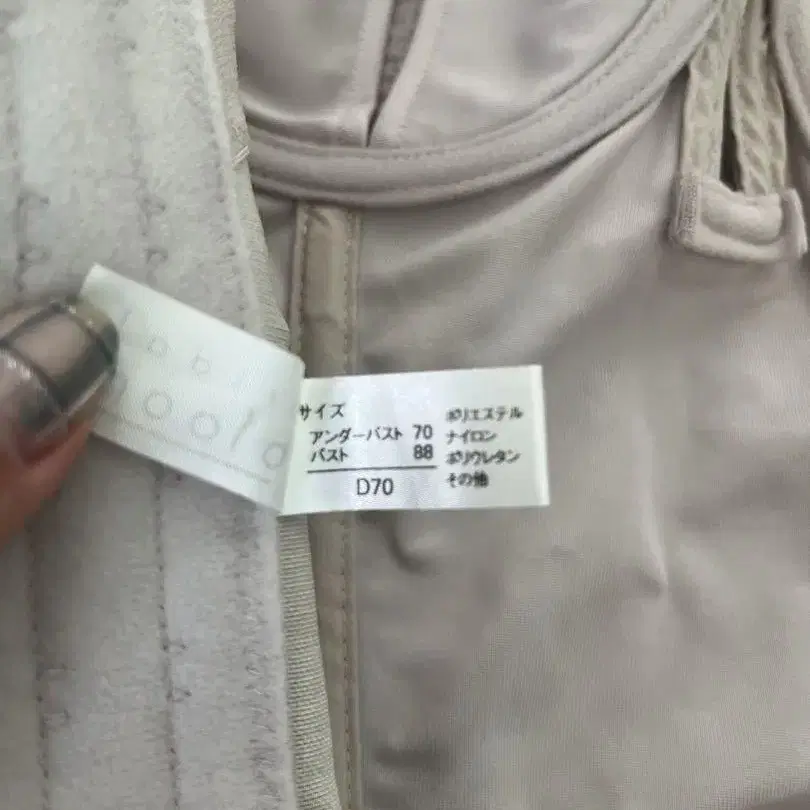 サイズ
アンダーバスト 70
バスト 88
D70
ポリエステル
ナイロン
ポリウレタン
その他